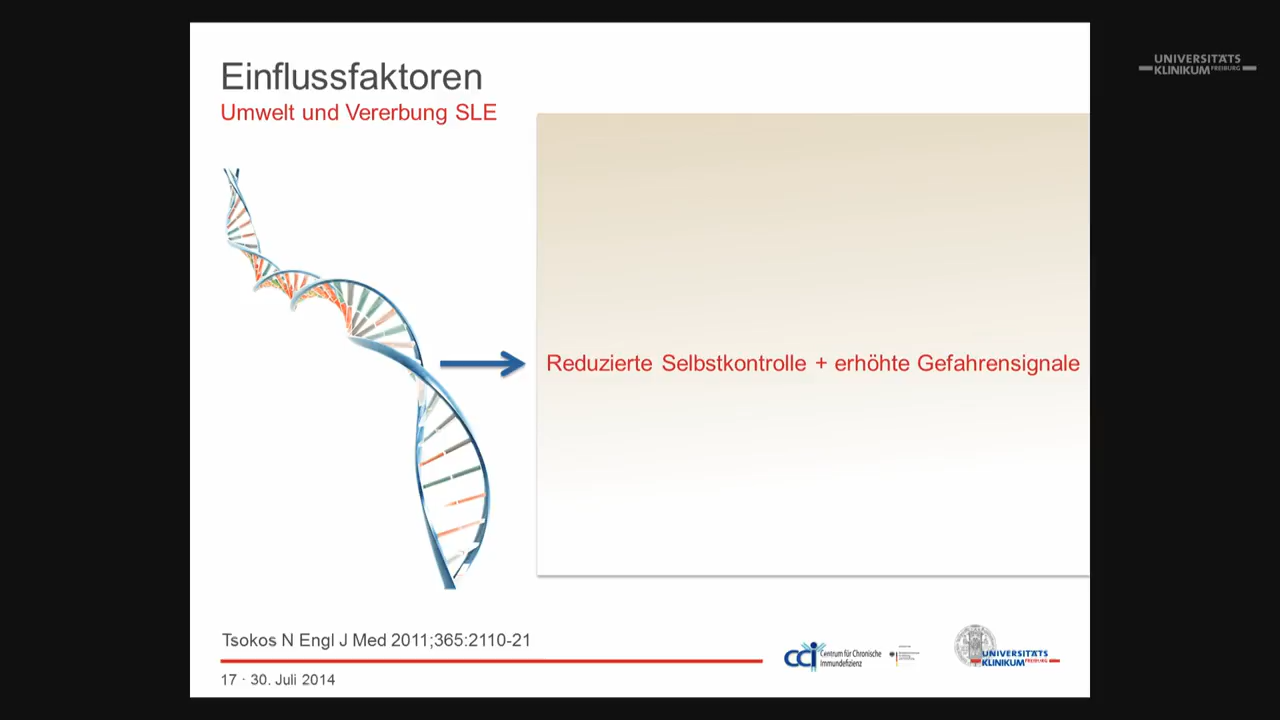 Einflussfaktoren
Umwelt und Vererbung SLE
UNIVERSITÄTS
KLINIKUM FREIBURG
Reduzierte Selbstkontrolle + erhöhte Gefahrensignale
Tsokos N Engl J Med 2011;365:2110-21
17 · 30. Juli 2014
cci Centrum für Chronische
Immundefizienz
UNIVERSITÄTS
KLINIKUM FREIBURG